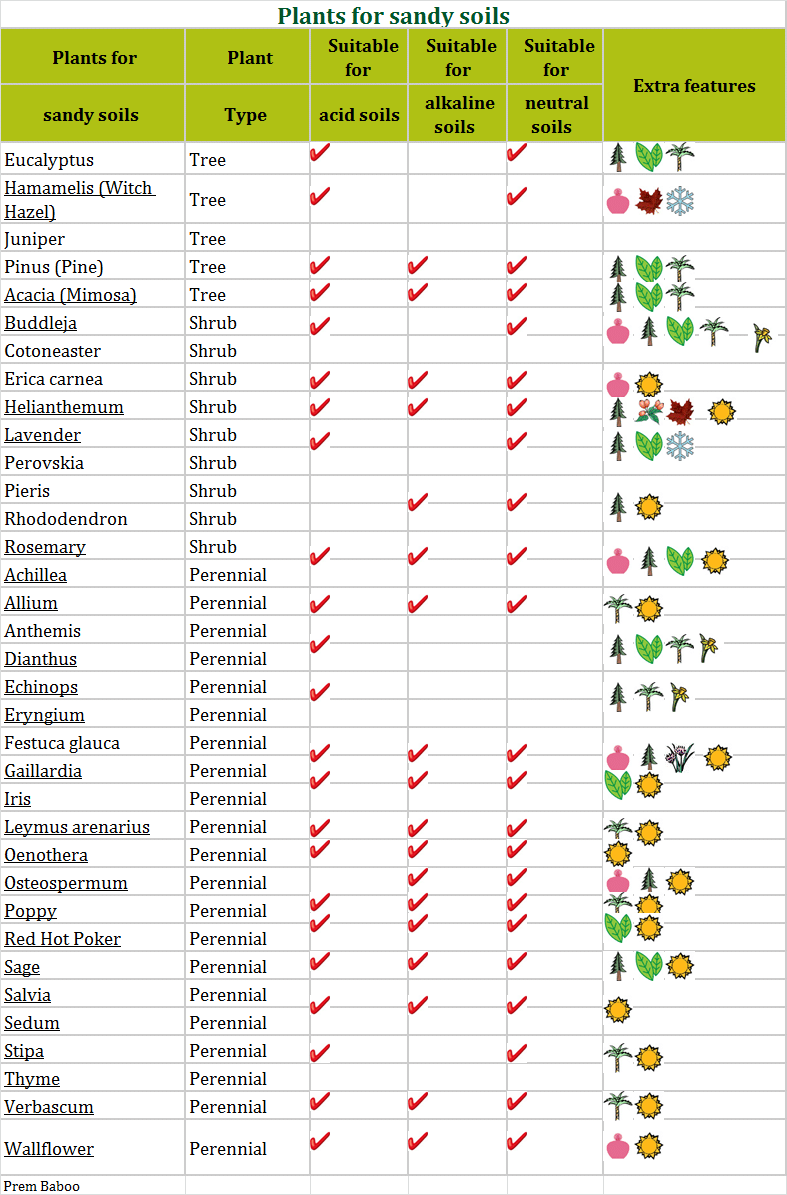 Plants for sandy soils
Plants for Plant Suitable for Suitable for Suitable for Extra features
sandy soils Type acid soils alkaline soils neutral soils
Eucalyptus Tree
Hamamelis (Witch Hazel) Tree
Juniper Tree
Pinus (Pine) Tree
Acacia (Mimosa) Tree
Buddleja Shrub
Cotoneaster Shrub
Erica carnea Shrub
Helianthemum Shrub
Lavender Shrub
Perovskia Shrub
Pieris Shrub
Rhododendron Shrub
Rosemary Shrub
Achillea Perennial
Allium Perennial
Anthemis Perennial
Dianthus Perennial
Echinops Perennial
Eryngium Perennial
Festuca glauca Perennial
Gaillardia Perennial
Iris Perennial
Leymus arenarius Perennial
Oenothera Perennial
Osteospermum Perennial
Poppy Perennial
Red Hot Poker Perennial
Sage Perennial
Salvia Perennial
Sedum Perennial
Stipa Perennial
Thyme Perennial
Verbascum Perennial
Wallflower Perennial
Prem Baboo